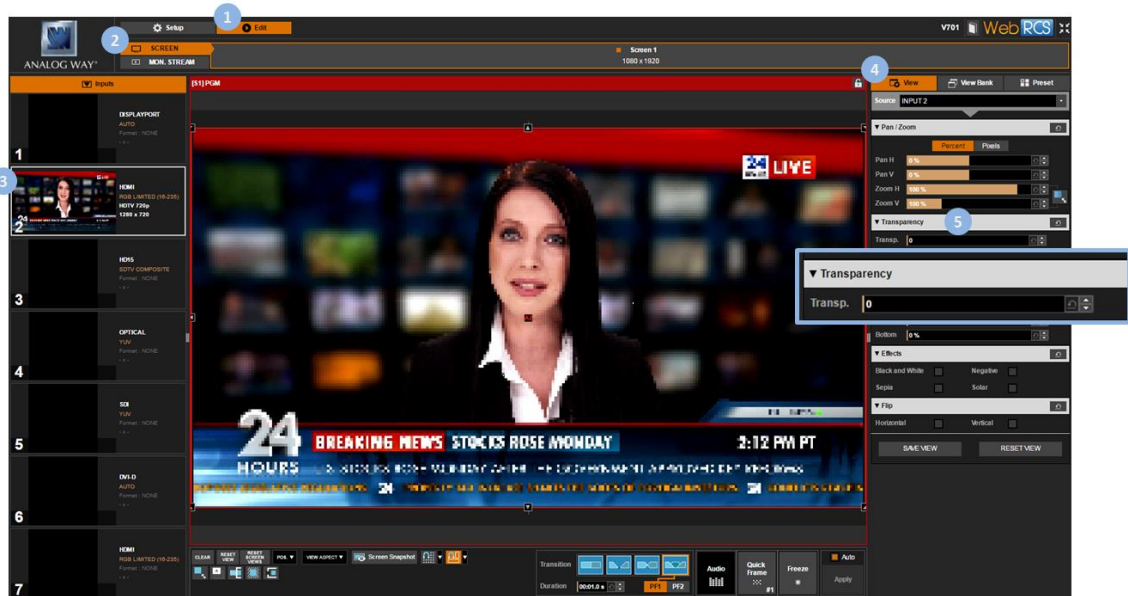 1
Setup
Edit
V701
Web RCS
ANALOG WAY®
2
SCREEN
MON. STREAM
Screen 1
1080 x 1920
Inputs
[S1] PGM
4
View
View Bank
Preset
Source
INPUT 2
Pan / Zoom
Percent
Pixels
Pan H
0 %
Pan V
0 %
Zoom H
100 %
Zoom V
100 %
5
Transparency
Transp.
0
Transparency
Transp.
0
Bottom
0 %
Effects
Black and White
Negative
Sepia
Solar
Flip
Horizontal
Vertical
SAVE VIEW
RESET VIEW
DISPLAYPORT
AUTO
Format : NONE
1
3
HDMI
RGB LIMITED (16-235)
HDTV 720p
1280 x 720
2
HD15
SDTV COMPOSITE
Format : NONE
3
OPTICAL
YUV
Format : NONE
4
SDI
YUV
Format : NONE
5
DVI-D
AUTO
Format : NONE
6
HDMI
RGB LIMITED (16-235)
Format : NONE
7
24
LIVE
24
HOURS
BREAKING NEWS
STOCKS ROSE MONDAY
2:12 PM PT
24
24
CLEAR
RESET VIEW
RESET SCREEN VIEWS
POS.
VIEW ASPECT
Screen Snapshot
Transition
Duration
00:01.0 s
PF1
PF2
Audio
Quick Frame
#1
Freeze
Auto
Apply